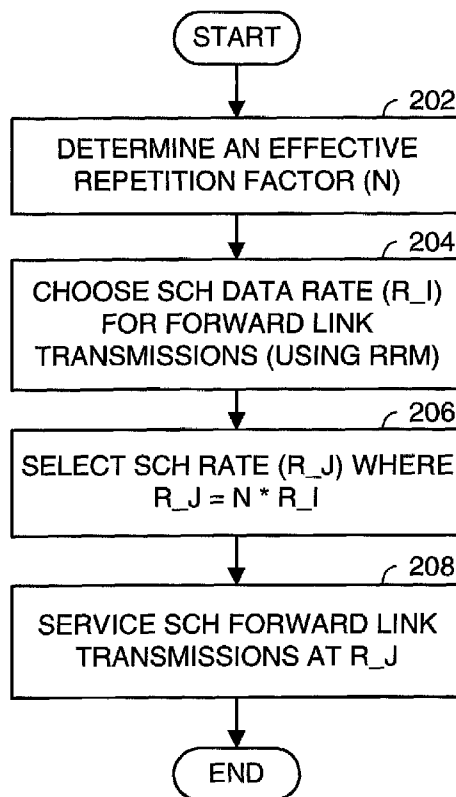 START
202
DETERMINE AN EFFECTIVE
REPETITION FACTOR (N)
204
CHOOSE SCH DATA RATE (R_I)
FOR FORWARD LINK
TRANSMISSIONS (USING RRM)
206
SELECT SCH RATE (R_J) WHERE
R_J = N * R_I
208
SERVICE SCH FORWARD LINK
TRANSMISSIONS AT R_J
END